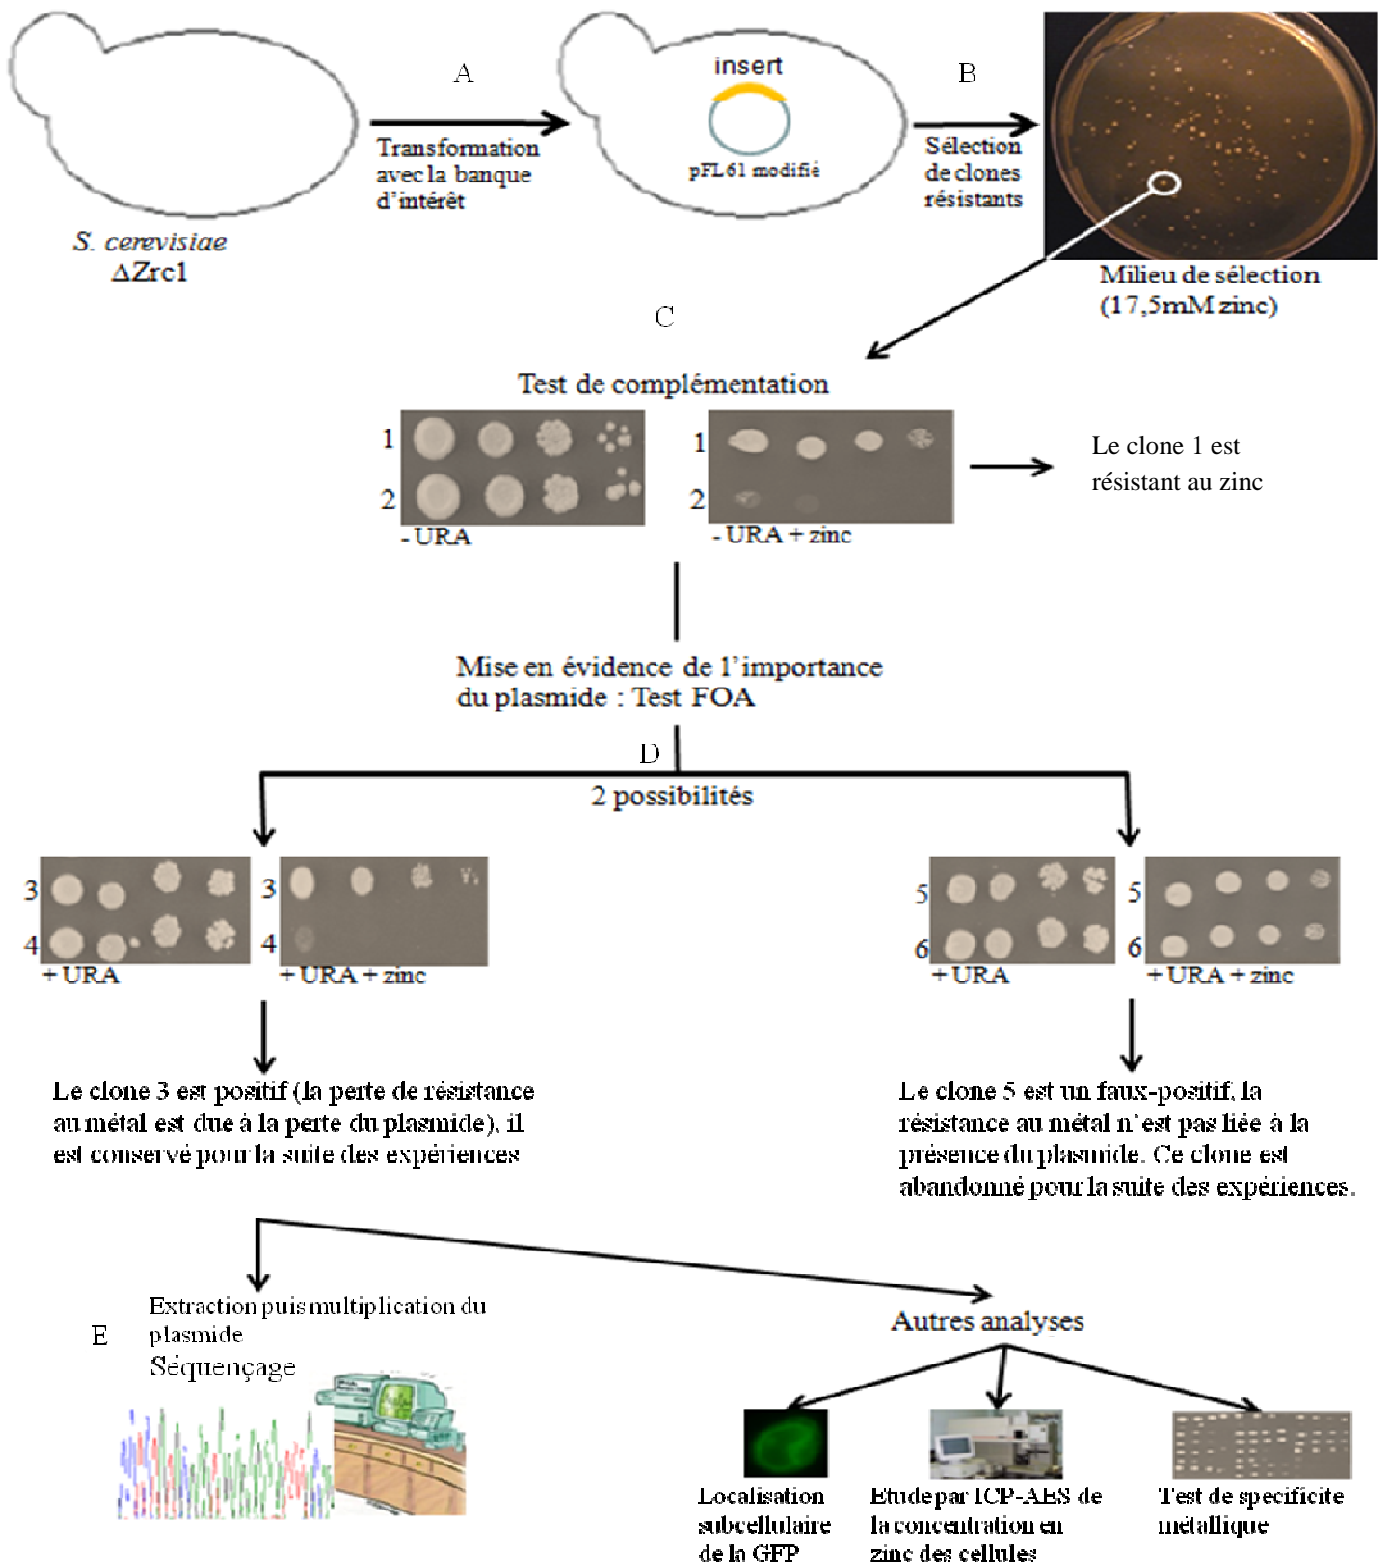 A
Transformation
avec la banque
d'intérêt
S. cerevisiae
ΔZrc1
insert
pFL61 modifié
B
Sélection
de clones
résistants
Milieu de sélection
(17,5mM zinc)
C
Test de complémentation
1
2
- URA
1
2
- URA + zinc
Le clone 1 est
résistant au zinc
Mise en évidence de l'importance
du plasmide : Test FOA
D
2 possibilités
3
4
+ URA
3
4
+ URA + zinc
5
6
+ URA
5
6
+ URA + zinc
Le clone 3 est positif (la perte de résistance
au métal est due à la perte du plasmide), il
est conservé pour la suite des expériences
Le clone 5 est un faux-positif, la
résistance au métal n'est pas liée à la
présence du plasmide. Ce clone est
abandonné pour la suite des expériences.
E
Extraction puis multiplication du
plasmide
Séquençage
Autres analyses
Localisation
subcellulaire
de la GFP
Etude par ICP-AES de
la concentration en
zinc des cellules
Test de specificite
métallique